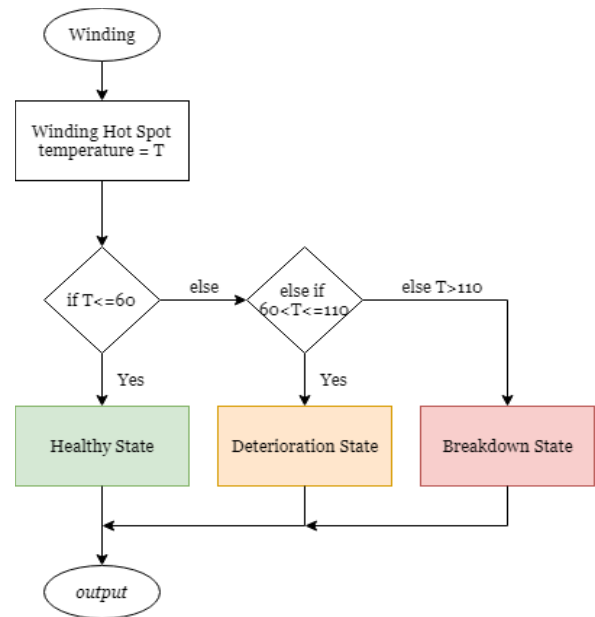 Winding
Winding Hot Spot
temperature = T
if T<=60
else
else if
60<T<=110
else T>110
Yes
Yes
Healthy State
Deterioration State
Breakdown State
output